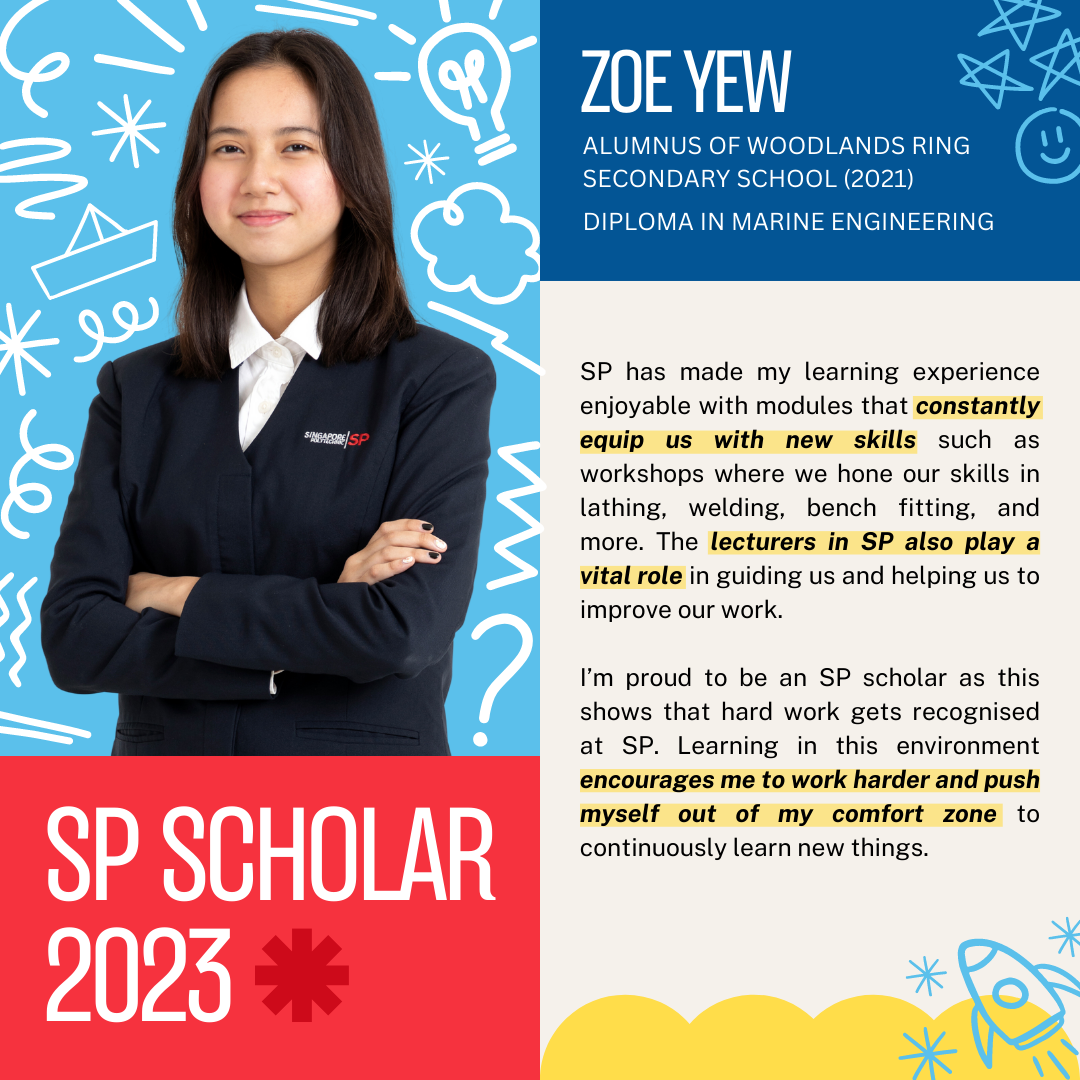 ZOE YEW
ALUMNUS OF WOODLANDS RING
SECONDARY SCHOOL (2021)
DIPLOMA IN MARINE ENGINEERING
SINGAPORE
POLYTECHNIC
SP
SP has made my learning experience
enjoyable with modules that constantly
equip us with new skills such as
workshops where we hone our skills in
lathing, welding, bench fitting, and
more. The lecturers in SP also play a
vital role in guiding us and helping us to
improve our work.
I'm proud to be an SP scholar as this
shows that hard work gets recognised
at SP. Learning in this environment
encourages me to work harder and push
myself out of my comfort zone to
continuously learn new things.
SP SCHOLAR
2023